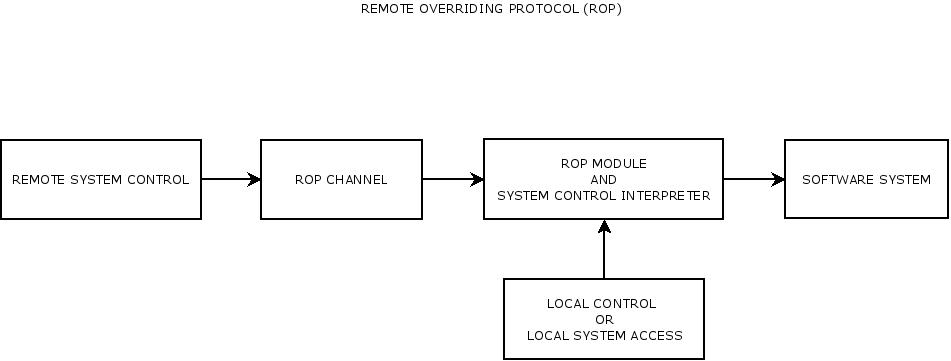 REMOTE OVERRIDING PROTOCOL (ROP)
REMOTE SYSTEM CONTROL
ROP CHANNEL
ROP MODULE
AND
SYSTEM CONTROL INTERPRETER
SOFTWARE SYSTEM
LOCAL CONTROL
OR
LOCAL SYSTEM ACCESS